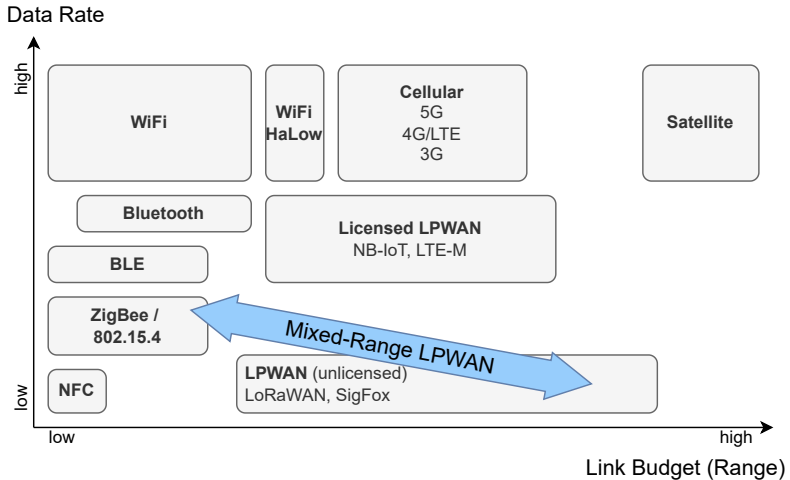 Data Rate
high
WiFi
WiFi
HaLow
Cellular
5G
4G/LTE
3G
Satellite
Bluetooth
Licensed LPWAN
NB-IoT, LTE-M
BLE
ZigBee /
802.15.4
Mixed-Range LPWAN
LPWAN (unlicensed)
LoRaWAN, SigFox
NFC
low
low
high
Link Budget (Range)